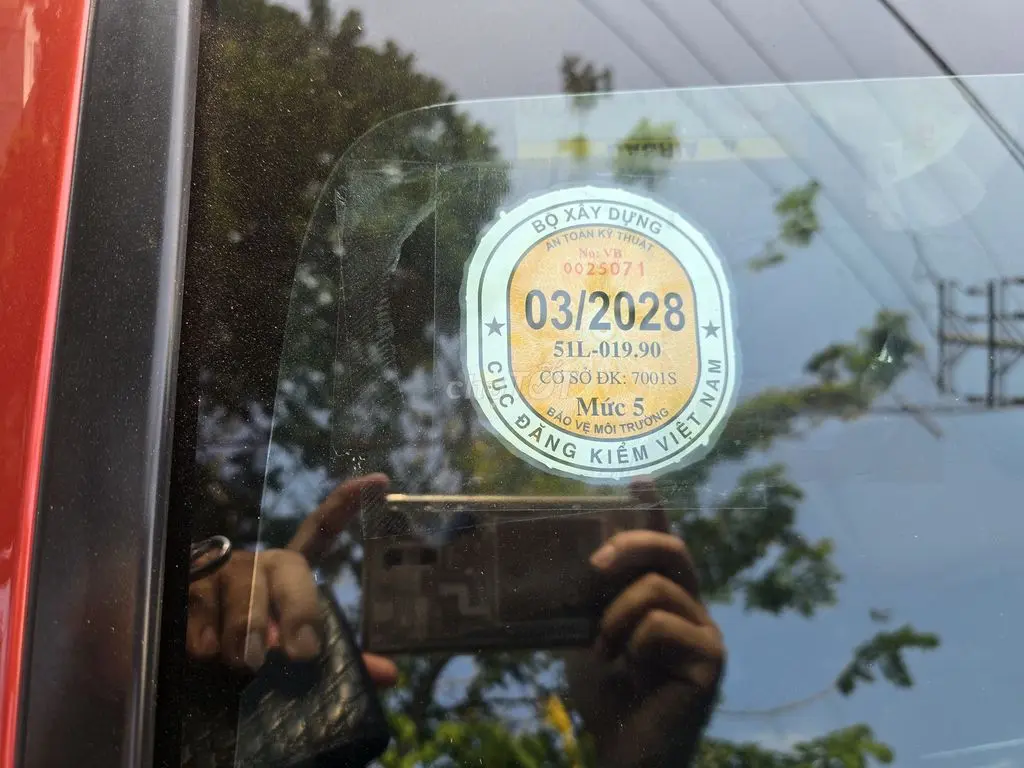 BỘ XÂY DỰNG
AN TOÀN KỸ THUẬT
No: VB
0025071
03/2028
51L-019.90
CƠ SỞ ĐK: 7001S
Mức 5
BẢO VỆ MÔI TRƯỜNG
CỤC ĐĂNG KIỂM VIỆT NAM